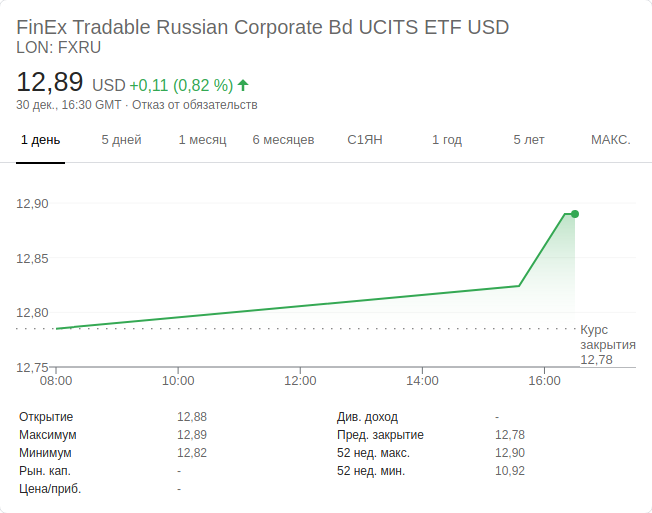 FinEx Tradable Russian Corporate Bd UCITS ETF USD
LON: FXRU
12,89 USD +0,11 (0,82 %)
30 дек., 16:30 GMT · Отказ от обязательств
1 день 5 дней 1 месяц 6 месяцев С1ЯН 1 год 5 лет МАКС.
12,90
12,85
12,80
12,75
Курс
закрытия
12,78
08:00 10:00 12:00 14:00 16:00
Открытие 12,88 Див. доход -
Максимум 12,89 Пред. закрытие 12,78
Минимум 12,82 52 нед. макс. 12,90
Рын. кап. - 52 нед. мин. 10,92
Цена/приб. -